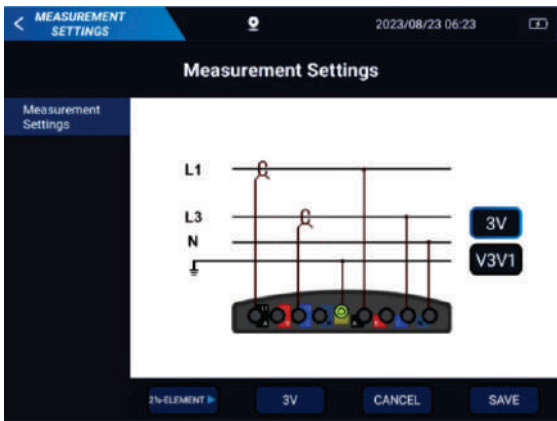 MEASUREMENT
SETTINGS
2023/08/23 06:23
Measurement Settings
Measurement
Settings
L1
L3
N
3V
V3V1
2½-ELEMENT
3V
CANCEL
SAVE